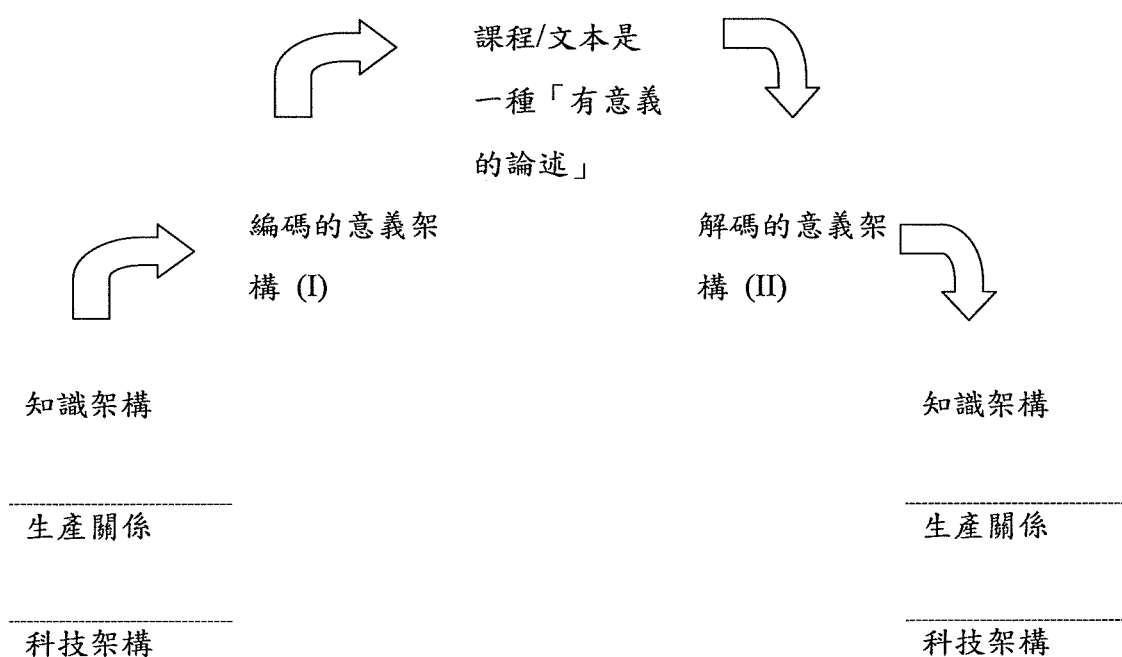 課程/文本是
一種「有意義
的論述」
編碼的意義架
構 (I)
解碼的意義架
構 (II)
知識架構
知識架構
生產關係
生產關係
科技架構
科技架構